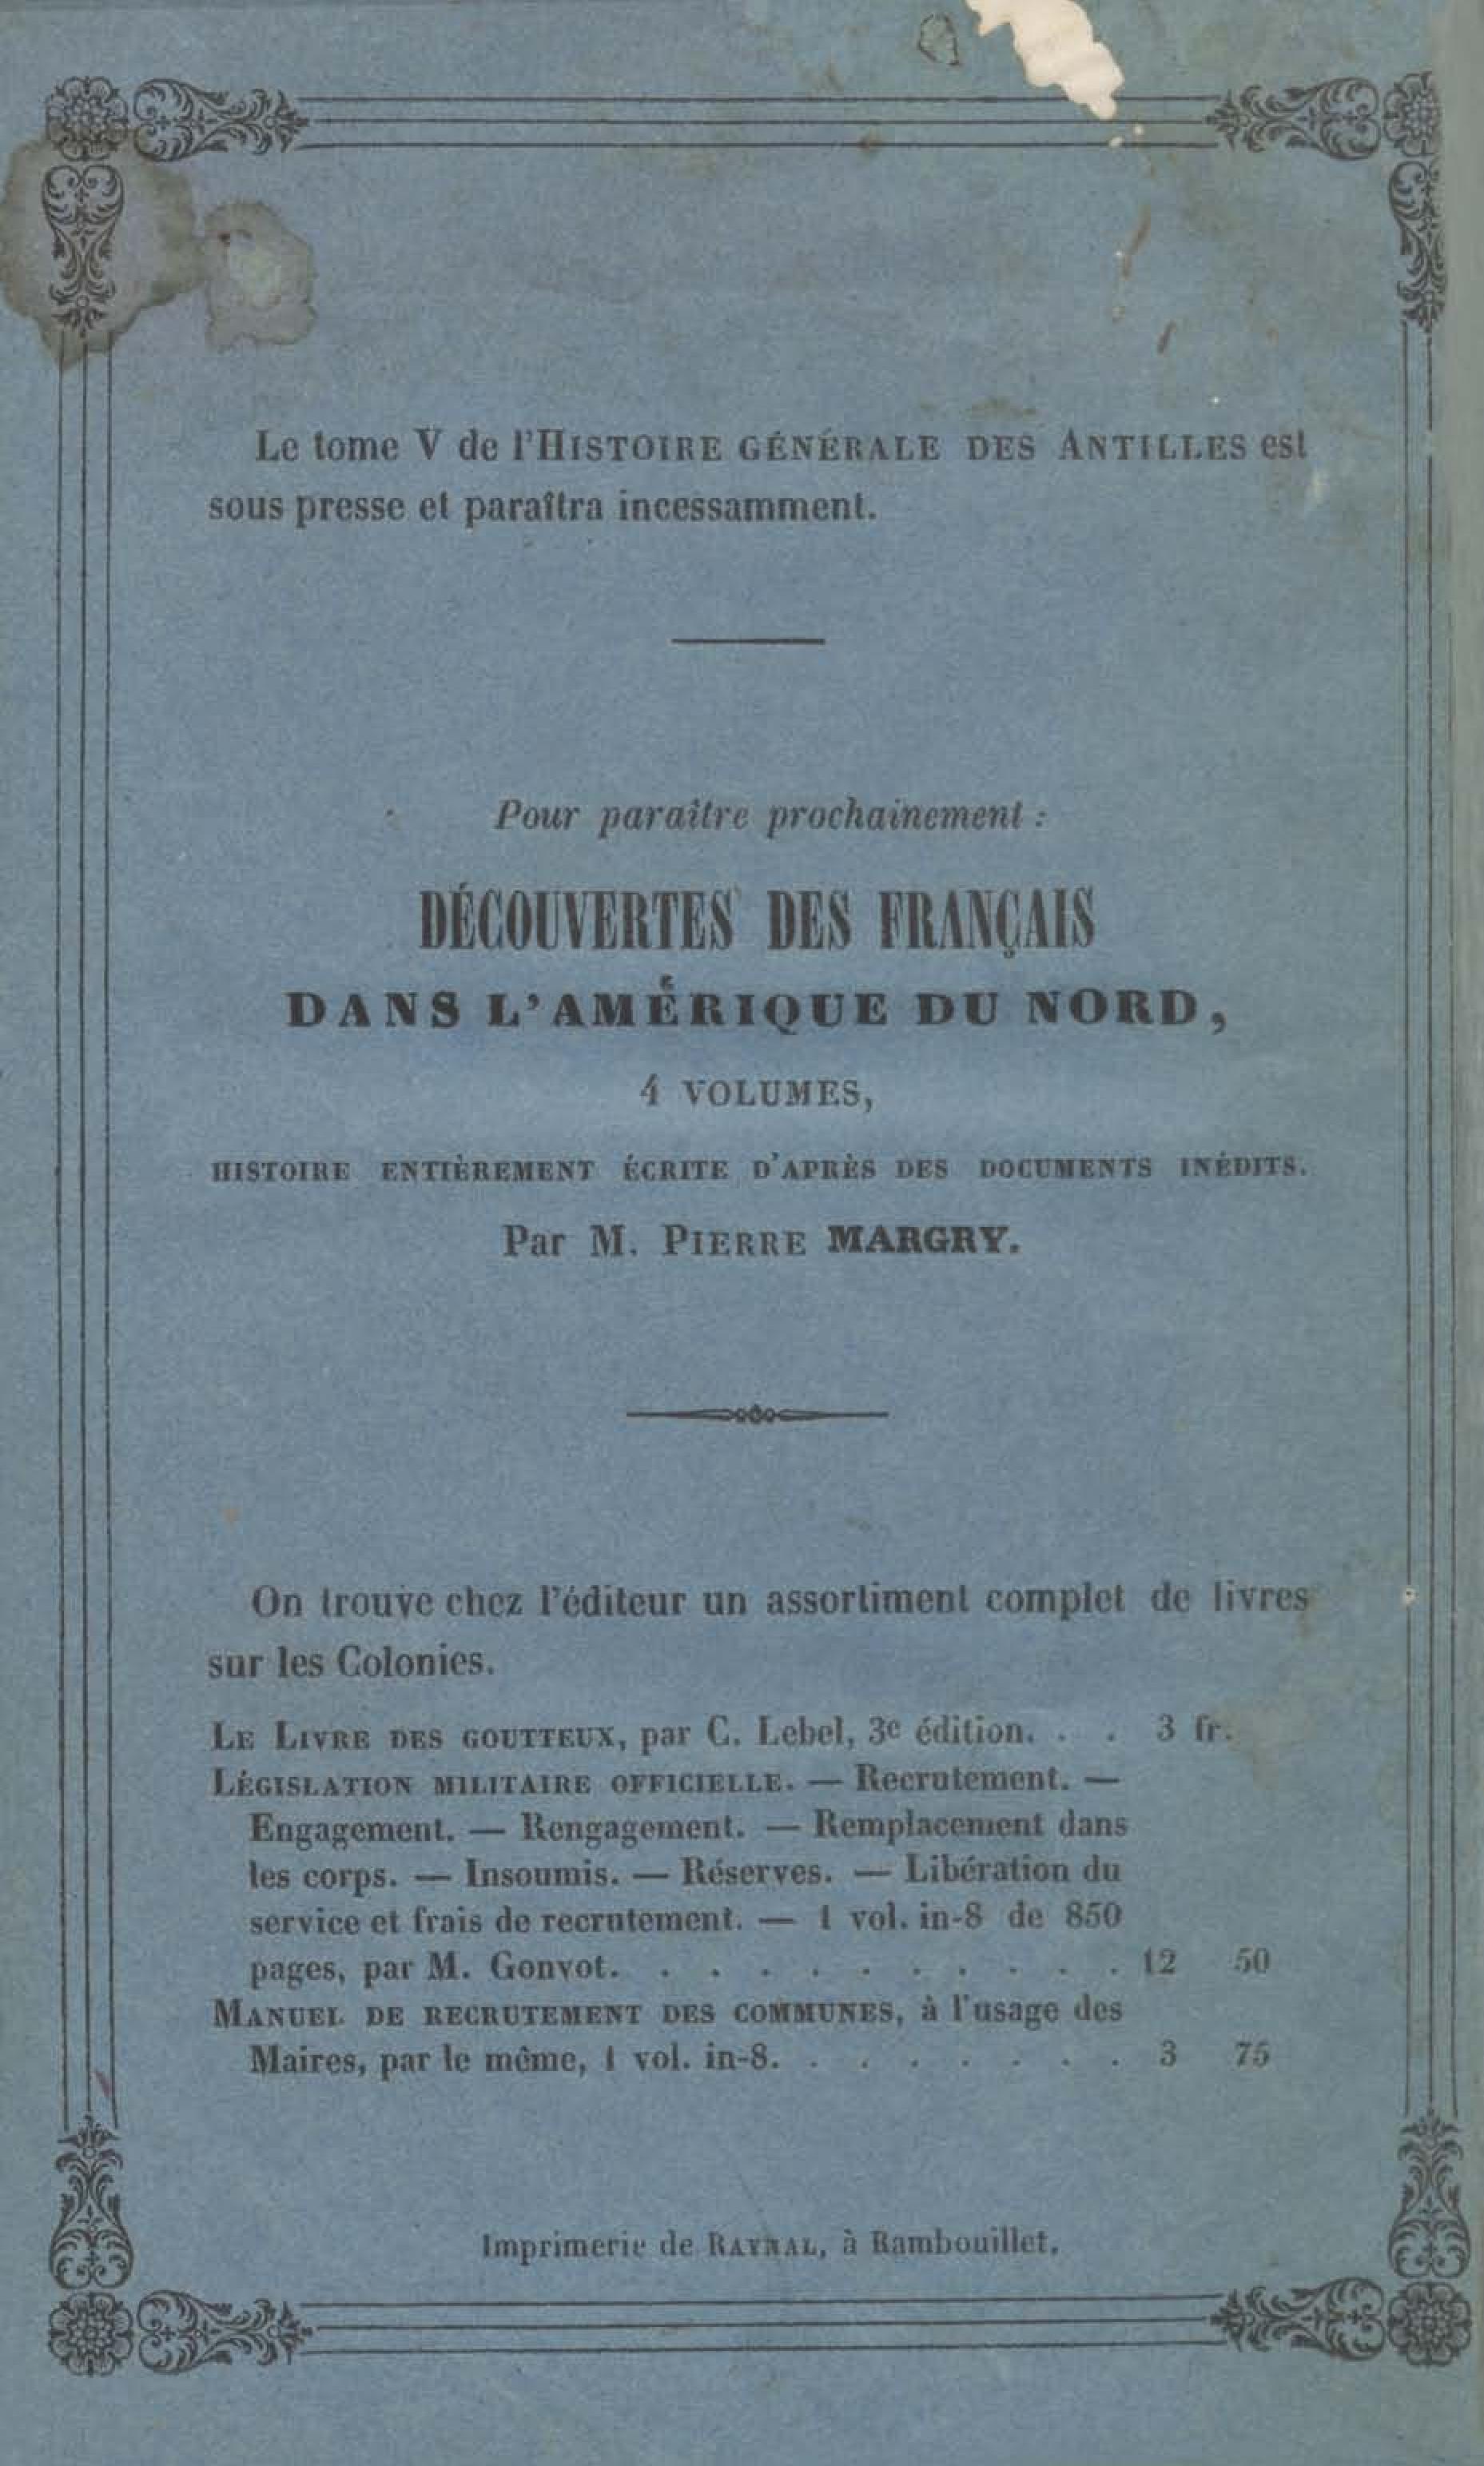 Le tome V de l'HISTOIRE GÉNÉRALE DES ANTILLES est
sous presse et paraîtra incessamment.
Pour paraître prochainement :
DÉCOUVERTES DES FRANÇAIS
DANS L'AMÉRIQUE DU NORD,
4 VOLUMES,
HISTOIRE ENTIÈREMENT ÉCRITE D'APRÈS DES DOCUMENTS INÉDITS.
Par M. PIERRE MARGRY.
On trouve chez l'éditeur un assortiment complet de livres
sur les Colonies.
LE LIVRE DES GOUTTEUX, par C. Lebel, 3e édition. . . 3 fr.
LÉGISLATION MILITAIRE OFFICIELLE. — Recrutement. —
Engagement. — Rengagement. — Remplacement dans
les corps. — Insoumis. — Réserves. — Libération du
service et frais de recrutement. — 1 vol. in-8 de 850
pages, par M. Gonvot. . . . . . . . . . . 12 50
MANUEL DE RECRUTEMENT DES COMMUNES, à l'usage des
Maires, par le même, 1 vol. in-8. . . . . . . . 3 75
Imprimerie de RAYNAL, à Rambouillet.